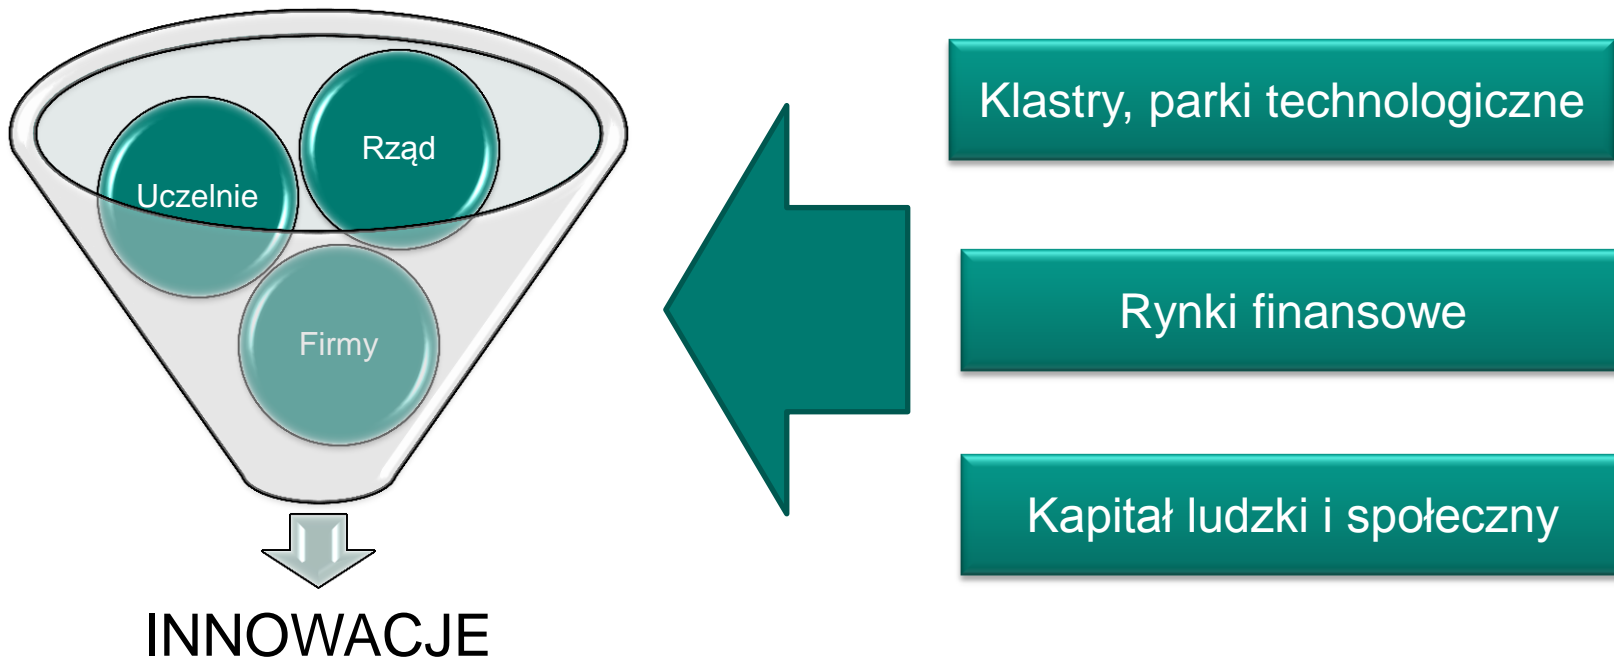 Rząd
Uczelnie
Firmy
INNOWACJE
Klastry, parki technologiczne
Rynki finansowe
Kapitał ludzki i społeczny